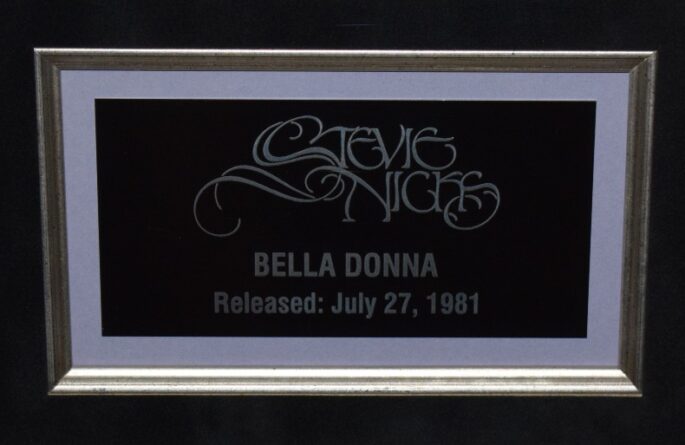 STEVIE
NICKS
BELLA DONNA
Released: July 27, 1981